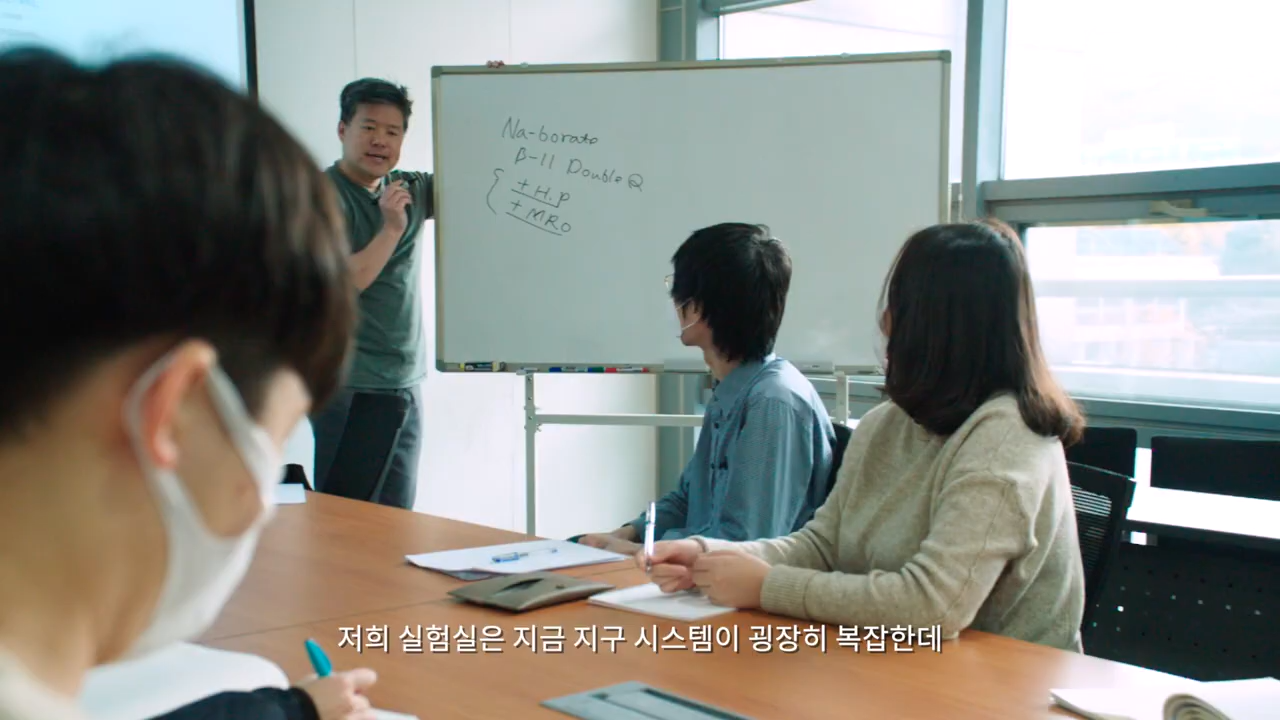 Na-borate
B-11 Double Q
+ H.P
+ MRO
저희 실험실은 지금 지구 시스템이 굉장히 복잡한데